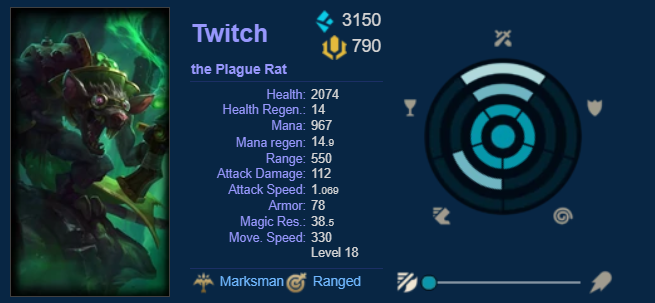 Twitch
3150
790
the Plague Rat
Health: 2074
Health Regen.: 14
Mana: 967
Mana regen: 14.9
Range: 550
Attack Damage: 112
Attack Speed: 1.069
Armor: 78
Magic Res.: 38.5
Move. Speed: 330
Level 18
Marksman Ranged